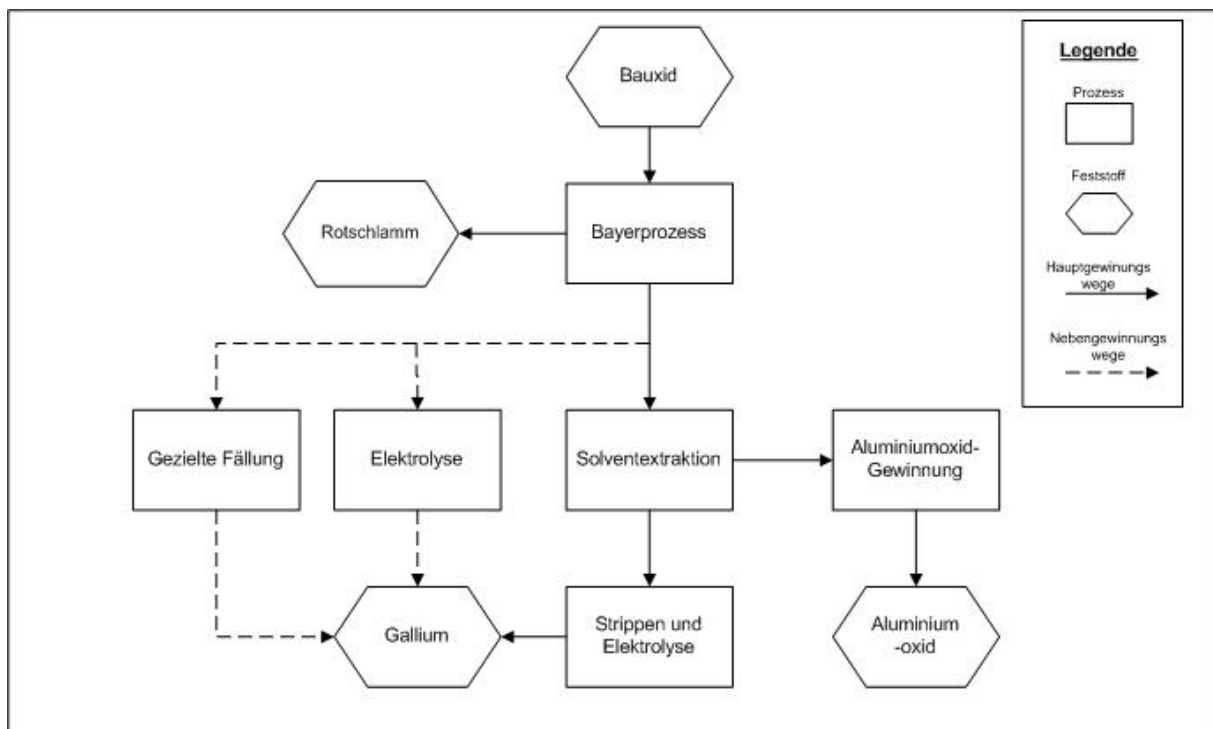 Bauxid
Rotschlamm
Bayerprozess
Gezielte Fällung
Elektrolyse
Solventextraktion
Aluminiumoxid-
Gewinnung
Gallium
Strippen und
Elektrolyse
Aluminium
-oxid
Legende
Prozess
Feststoff
Hauptgewinungs
wege
Nebengewinnungs
wege